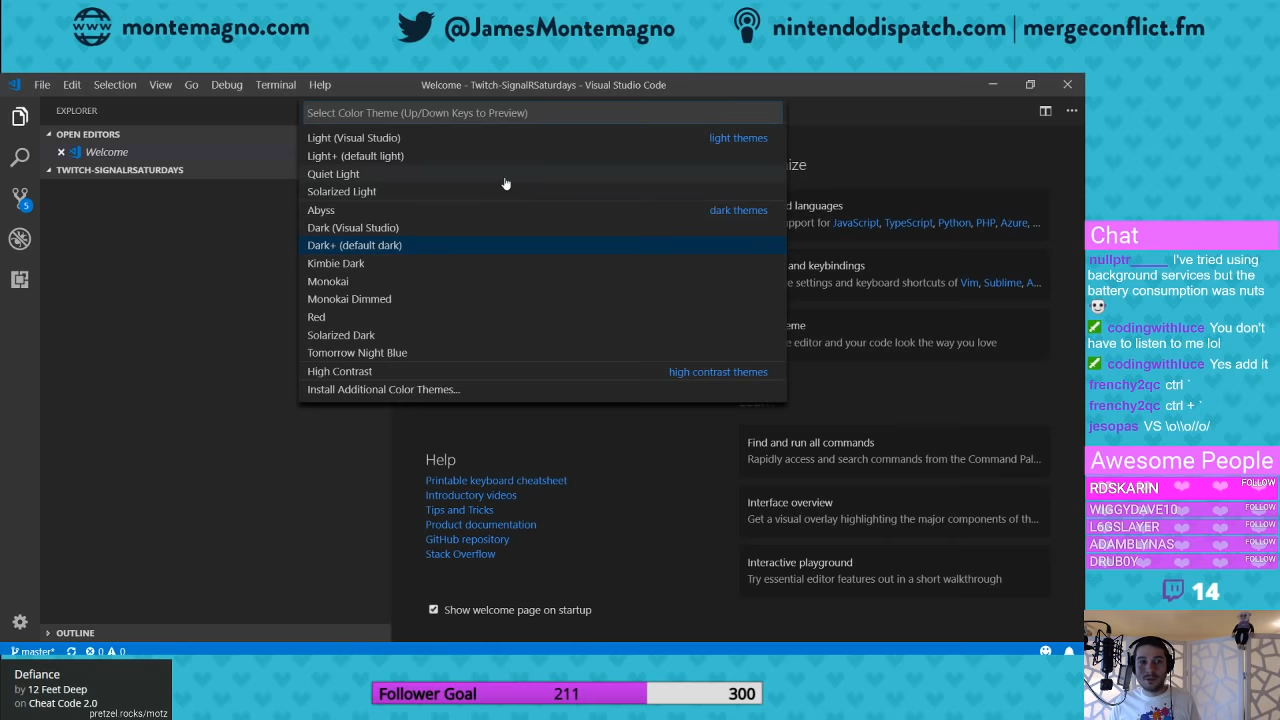 montemagno.com
@JamesMontemagno
nintendodispatch.com | mergeconflict.fm
File Edit Selection View Go Debug Terminal Help
Welcome - Twitch-SignalRSaturdays - Visual Studio Code
EXPLORER
OPEN EDITORS
Welcome
TWITCH-SIGNALRSATURDAYS
OUTLINE
Select Color Theme (Up/Down Keys to Preview)
Light (Visual Studio) light themes
Light+ (default light)
Quiet Light
Solarized Light
Abyss dark themes
Dark (Visual Studio)
Dark+ (default dark)
Kimbie Dark
Monokai
Monokai Dimmed
Red
Solarized Dark
Tomorrow Night Blue
High Contrast high contrast themes
Install Additional Color Themes...
Help
Printable keyboard cheatsheet
Introductory videos
Tips and Tricks
Product documentation
GitHub repository
Stack Overflow
Show welcome page on startup
ize
d languages
upport for JavaScript, TypeScript, Python, PHP, Azure, ...
and keybindings
e settings and keyboard shortcuts of Vim, Sublime, A...
eme
e editor and your code look the way you love
Find and run all commands
Rapidly access and search commands from the Command Pal...
Interface overview
Get a visual overlay highlighting the major components of th...
Interactive playground
Try essential editor features out in a short walkthrough
5
master* 0 0
Chat
nullptr_____ I've tried using
background services but the
battery consumption was nuts
codingwithluce You don't
have to listen to me lol
codingwithluce Yes add it
frenchy2qc ctrl `
frenchy2qc ctrl + `
jesopas VS \o\\o//o/
Awesome People
RDSKARIN FOLLOW
WIGGYDAVE10 FOLLOW
L6GSLAYER FOLLOW
ADAMBLYNAS FOLLOW
DRUB0Y FOLLOW
14
Defiance
by 12 Feet Deep
on Cheat Code 2.0
pretzel.rocks/motz
Follower Goal 211 300